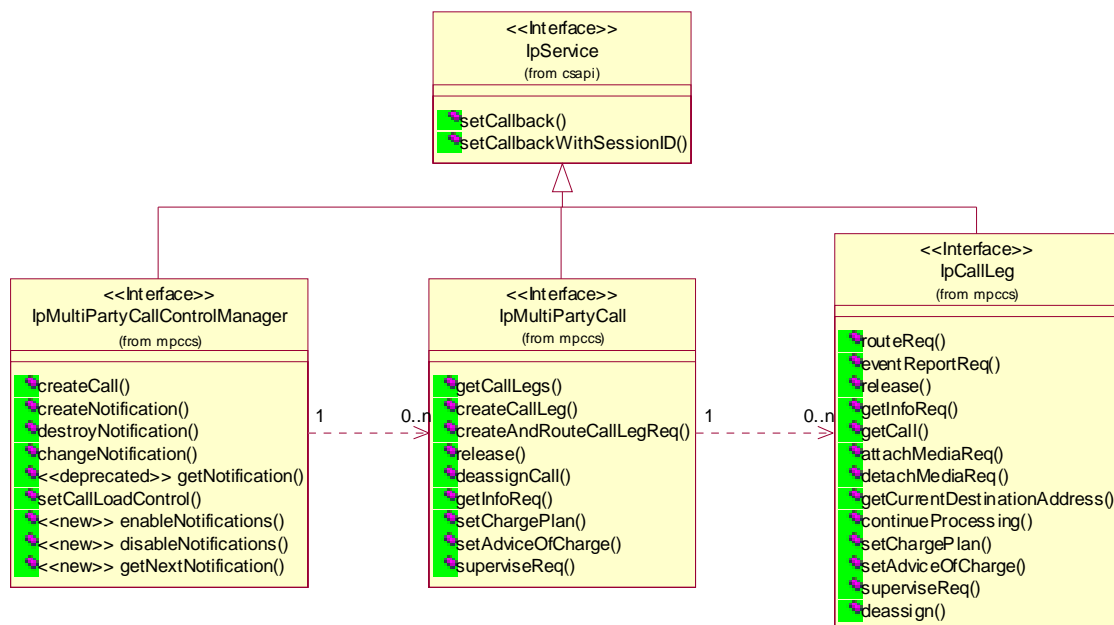 <<Interface>>
IpService
(from csapi)
setCallback()
setCallbackWithSessionID()
<<Interface>>
IpMultiPartyCallControlManager
(from mpccs)
createCall()
createNotification()
destroyNotification()
changeNotification()
<<deprecated>> getNotification()
setCallLoadControl()
<<new>> enableNotifications()
<<new>> disableNotifications()
<<new>> getNextNotification()
1
0..n
<<Interface>>
IpMultiPartyCall
(from mpccs)
getCallLegs()
createCallLeg()
createAndRouteCallLegReq()
release()
deassignCall()
getInfoReq()
setChargePlan()
setAdviceOfCharge()
superviseReq()
1
0..n
<<Interface>>
IpCallLeg
(from mpccs)
routeReq()
eventReportReq()
release()
getInfoReq()
getCall()
attachMediaReq()
detachMediaReq()
getCurrentDestinationAddress()
continueProcessing()
setChargePlan()
setAdviceOfCharge()
superviseReq()
deassign()